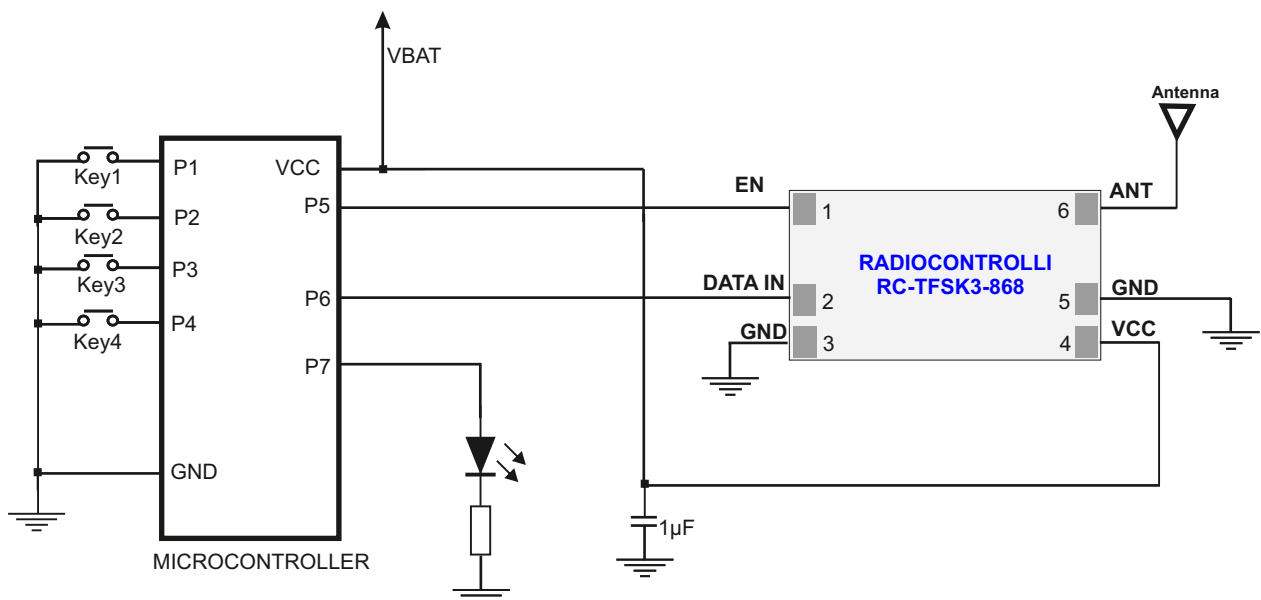 VBAT
Antenna
P1
VCC
Key1
P5
EN
ANT
1
6
P2
Key2
RADIOCONTROLLI
RC-TFSK3-868
P3
Key3
P6
DATA IN
2
5
GND
P4
Key4
GND
3
4
VCC
P7
GND
1µF
MICROCONTROLLER